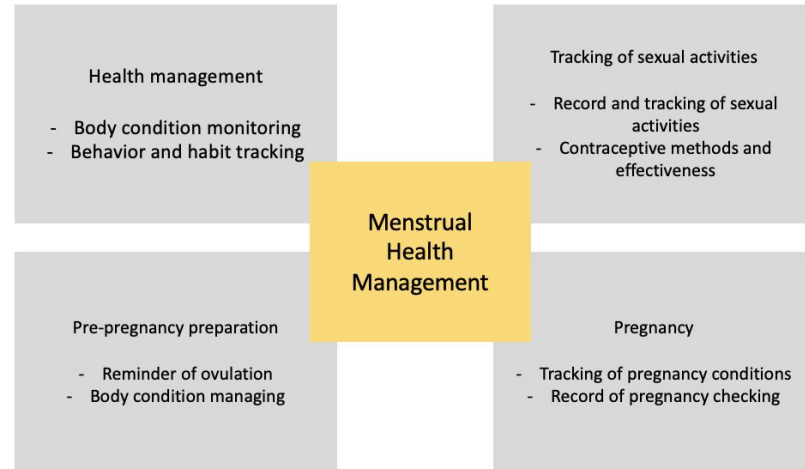 Health management
- Body condition monitoring
- Behavior and habit tracking
Tracking of sexual activities
- Record and tracking of sexual
activities
- Contraceptive methods and
effectiveness
Menstrual
Health
Management
Pre-pregnancy preparation
- Reminder of ovulation
- Body condition managing
Pregnancy
- Tracking of pregnancy conditions
- Record of pregnancy checking